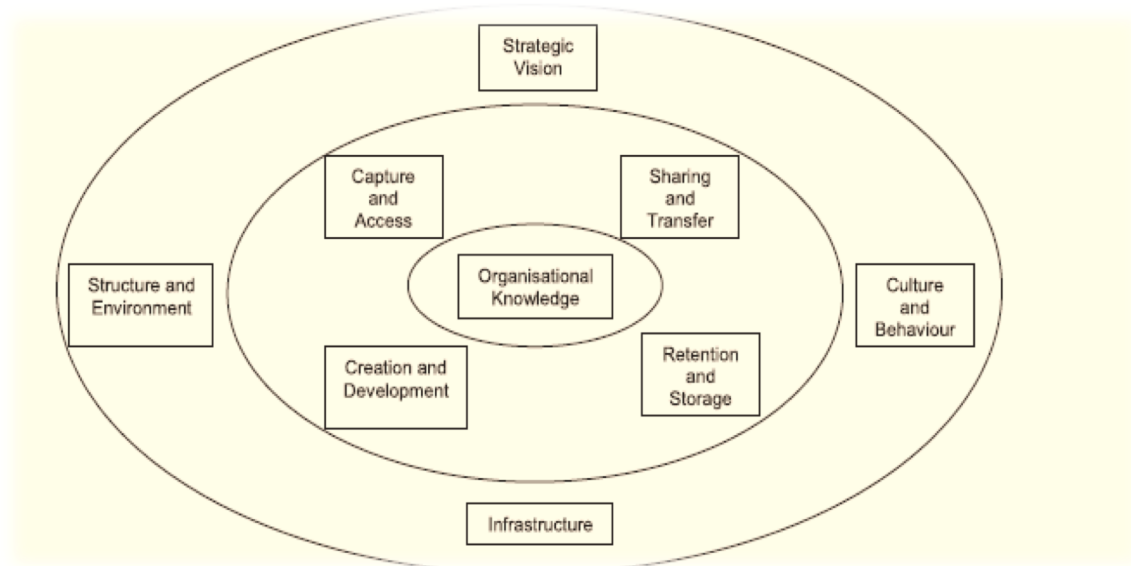 Strategic
Vision
Capture
and
Access
Sharing
and
Transfer
Structure and
Environment
Organisational
Knowledge
Culture
and
Behaviour
Creation and
Development
Retention
and
Storage
Infrastructure